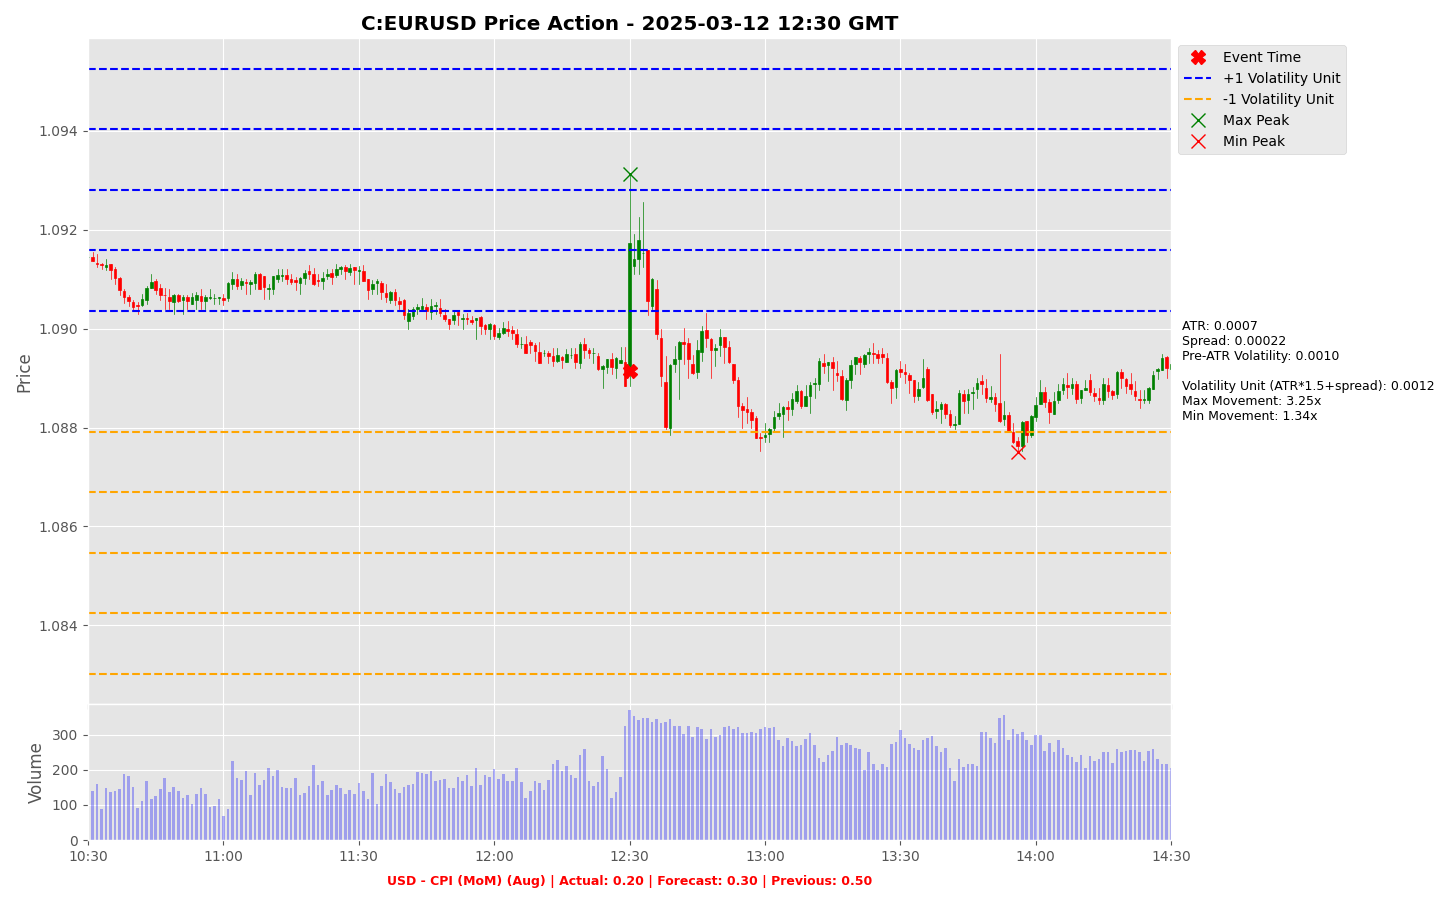 C:EURUSD Price Action - 2025-03-12 12:30 GMT
Event Time
+1 Volatility Unit
-1 Volatility Unit
Max Peak
Min Peak
Price
1.094
1.092
1.090
1.088
1.086
1.084
ATR: 0.0007
Spread: 0.00022
Pre-ATR Volatility: 0.0010
Volatility Unit (ATR*1.5+spread): 0.0012
Max Movement: 3.25x
Min Movement: 1.34x
Volume
300
200
100
0
10:30 11:00 11:30 12:00 12:30 13:00 13:30 14:00 14:30
USD - CPI (MoM) (Aug) | Actual: 0.20 | Forecast: 0.30 | Previous: 0.50